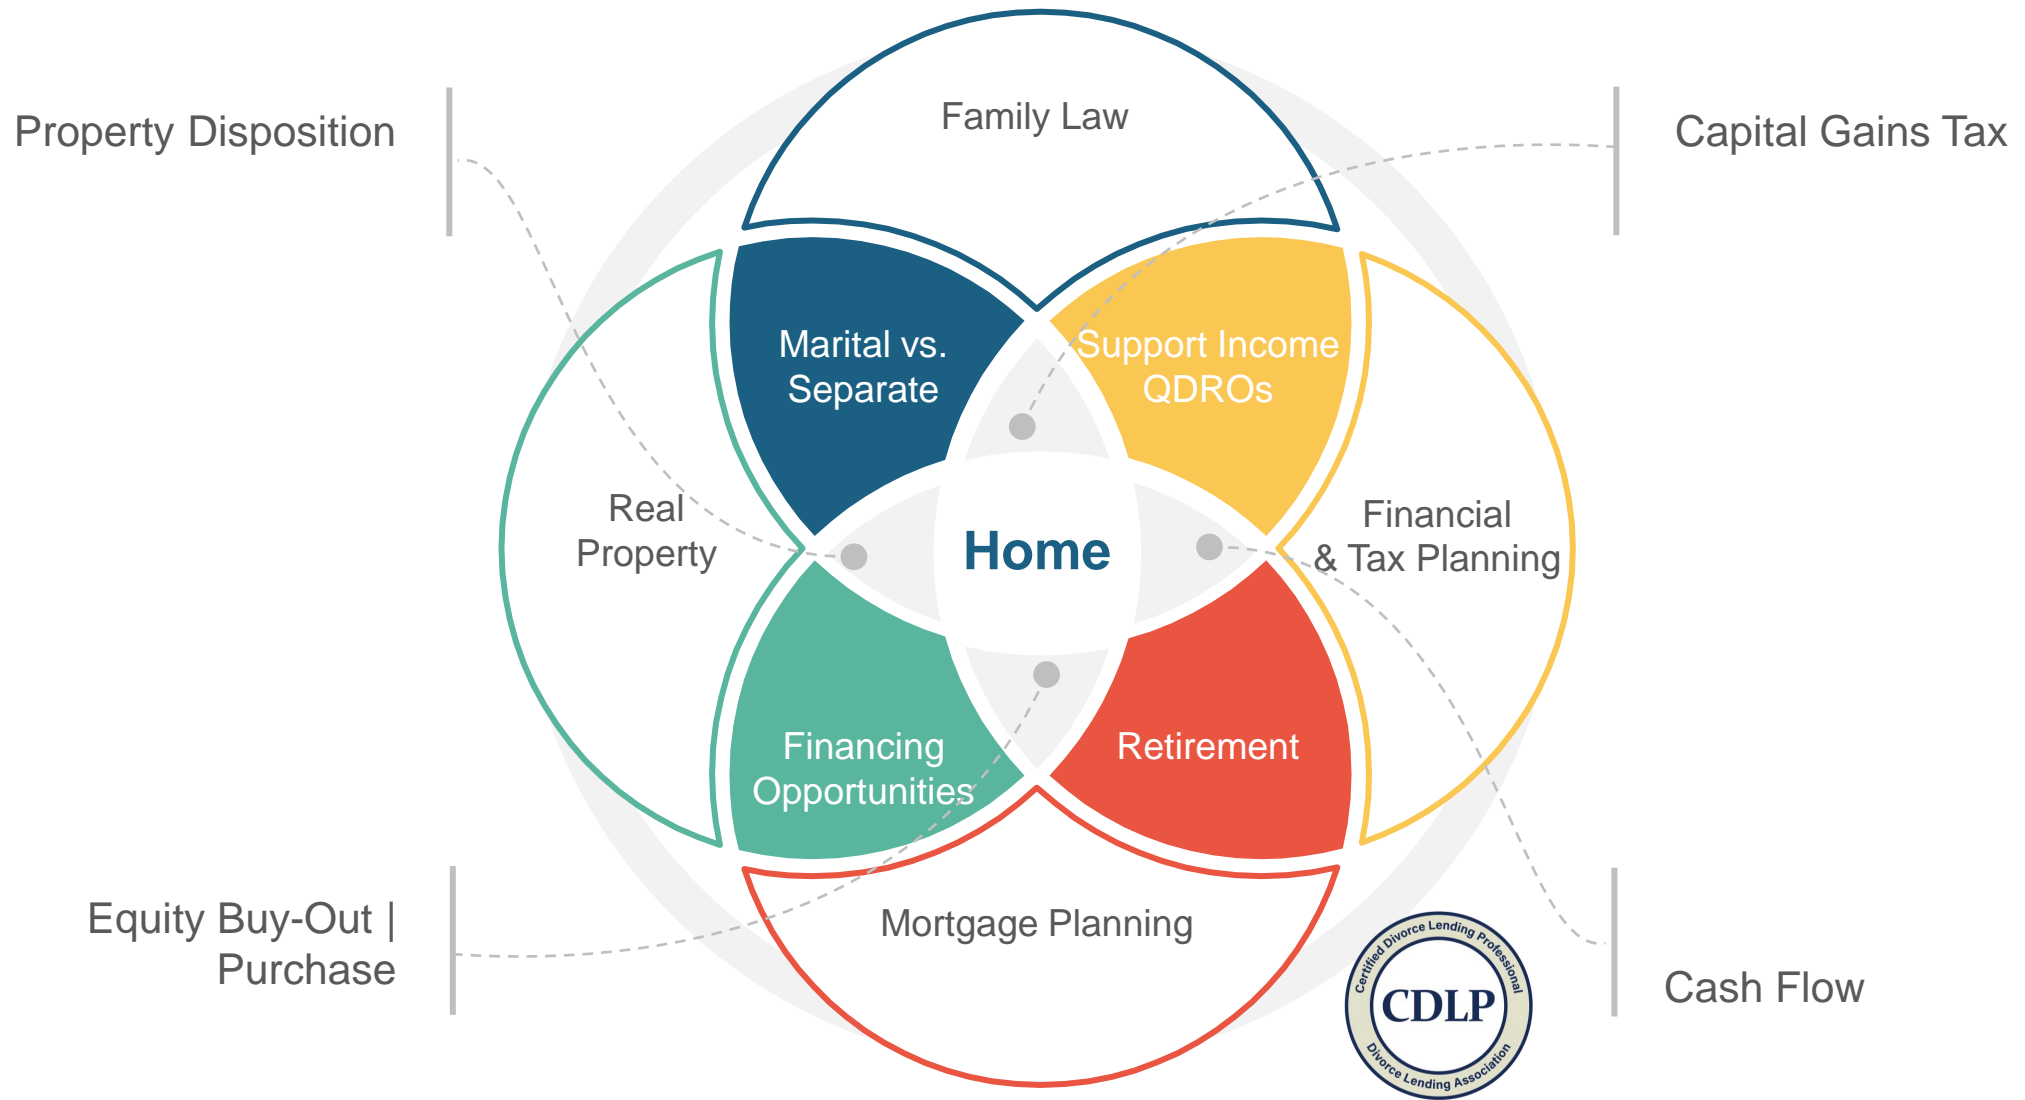 Family Law
Property Disposition
Capital Gains Tax
Marital vs.
Separate
Support Income
QDROs
Real
Property
Home
Financial
& Tax Planning
Financing
Opportunities
Retirement
Equity Buy-Out |
Purchase
Mortgage Planning
Cash Flow
Certified Divorce Lending Professional
CDLP
Divorce Lending Association